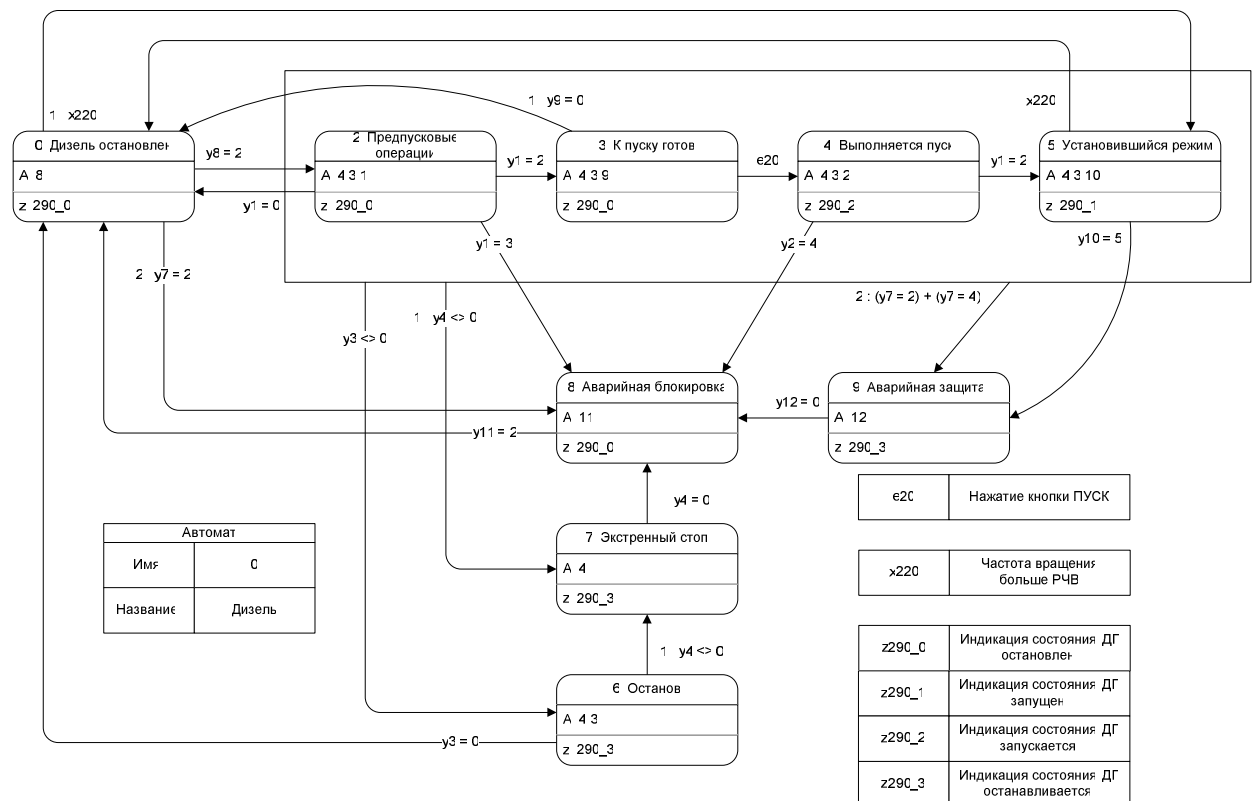 1 x220
1 y9 = 0
x220
0 Дизель остановлен
A 8
z 290_0
y8 = 2
y1 = 0
2 Предпусковые
операции
A 4 3 1
z 290_0
y1 = 2
3 К пуску готов
A 4 3 9
z 290_0
e20
4 Выполняется пуск
A 4 3 2
z 290_2
y1 = 2
5 Установившийся режим
A 4 3 10
z 290_1
2 y7 = 2
y1 = 3
y2 = 4
y10 = 5
y3 <> 0
1 y4 <> 0
2 : (y7 = 2) + (y7 = 4)
8 Аварийная блокировка
A 11
z 290_0
y12 = 0
9 Аварийная защита
A 12
z 290_3
y11 = 2
y4 = 0
7 Экстренный стоп
A 4
z 290_3
1 y4 <> 0
6 Останов
A 4 3
z 290_3
y3 = 0
Автомат
Имя 0
Название Дизель
e20 Нажатие кнопки ПУСК
x220 Частота вращения
больше РЧВ
z290_0 Индикация состояния ДГ
остановлен
z290_1 Индикация состояния ДГ
запущен
z290_2 Индикация состояния ДГ
запускается
z290_3 Индикация состояния ДГ
останавливается